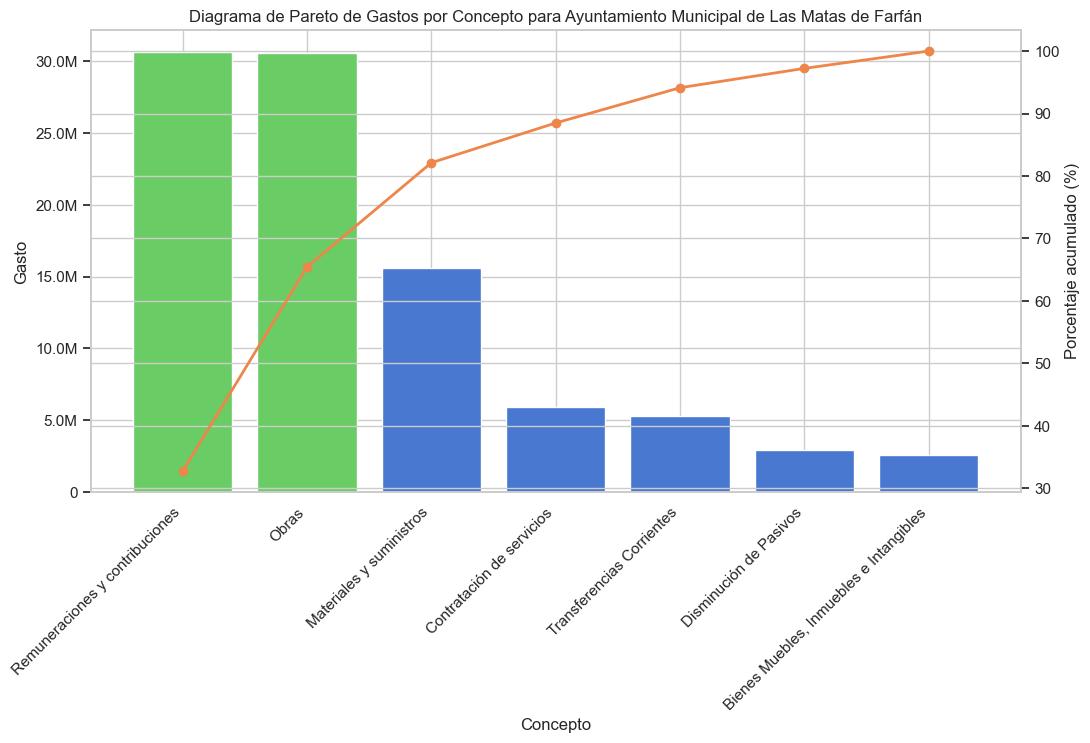 Diagrama de Pareto de Gastos por Concepto para Ayuntamiento Municipal de Las Matas de Farfán
30.0M
25.0M
20.0M
15.0M
10.0M
5.0M
0
Gasto
100
90
80
70
60
50
40
30
Porcentaje acumulado (%)
Remuneraciones y contribuciones
Obras
Materiales y suministros
Contratación de servicios
Transferencias Corrientes
Disminución de Pasivos
Bienes Muebles, Inmuebles e Intangibles
Concepto